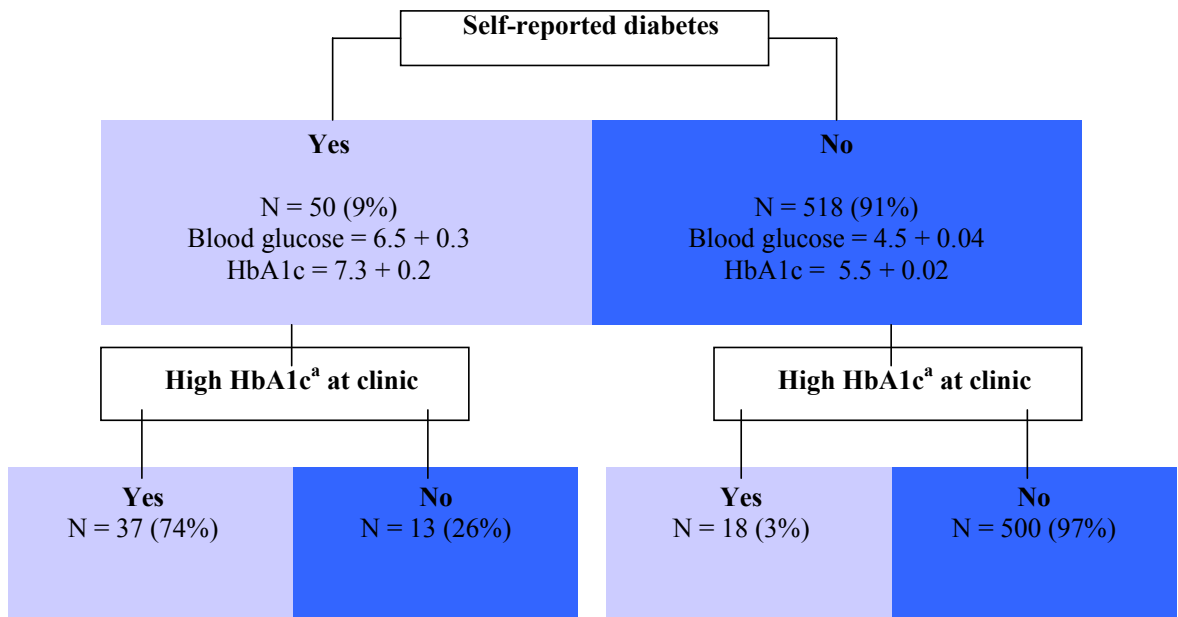 Self-reported diabetes
Yes
N = 50 (9%)
Blood glucose = 6.5 + 0.3
HbA1c = 7.3 + 0.2
No
N = 518 (91%)
Blood glucose = 4.5 + 0.04
HbA1c = 5.5 + 0.02
High HbA1cᵃ at clinic
High HbA1cᵃ at clinic
Yes
N = 37 (74%)
No
N = 13 (26%)
Yes
N = 18 (3%)
No
N = 500 (97%)